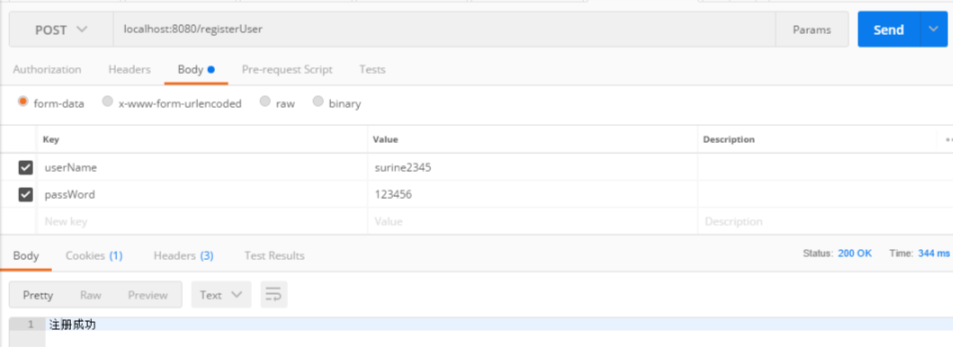 POST localhost:8080/registerUser Params Send
Authorization Headers Body Pre-request Script Tests
form-data x-www-form-urlencoded raw binary
Key Value Description
userName surine2345
passWord 123456
New key Value Description
Body Cookies (1) Headers (3) Test Results Status: 200 OK Time: 344 ms
Pretty Raw Preview Text
1 注册成功